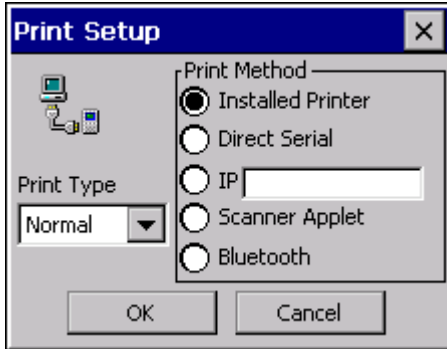 Print Setup
Print Method
Installed Printer
Direct Serial
IP
Print Type
Normal
Scanner Applet
Bluetooth
OK
Cancel